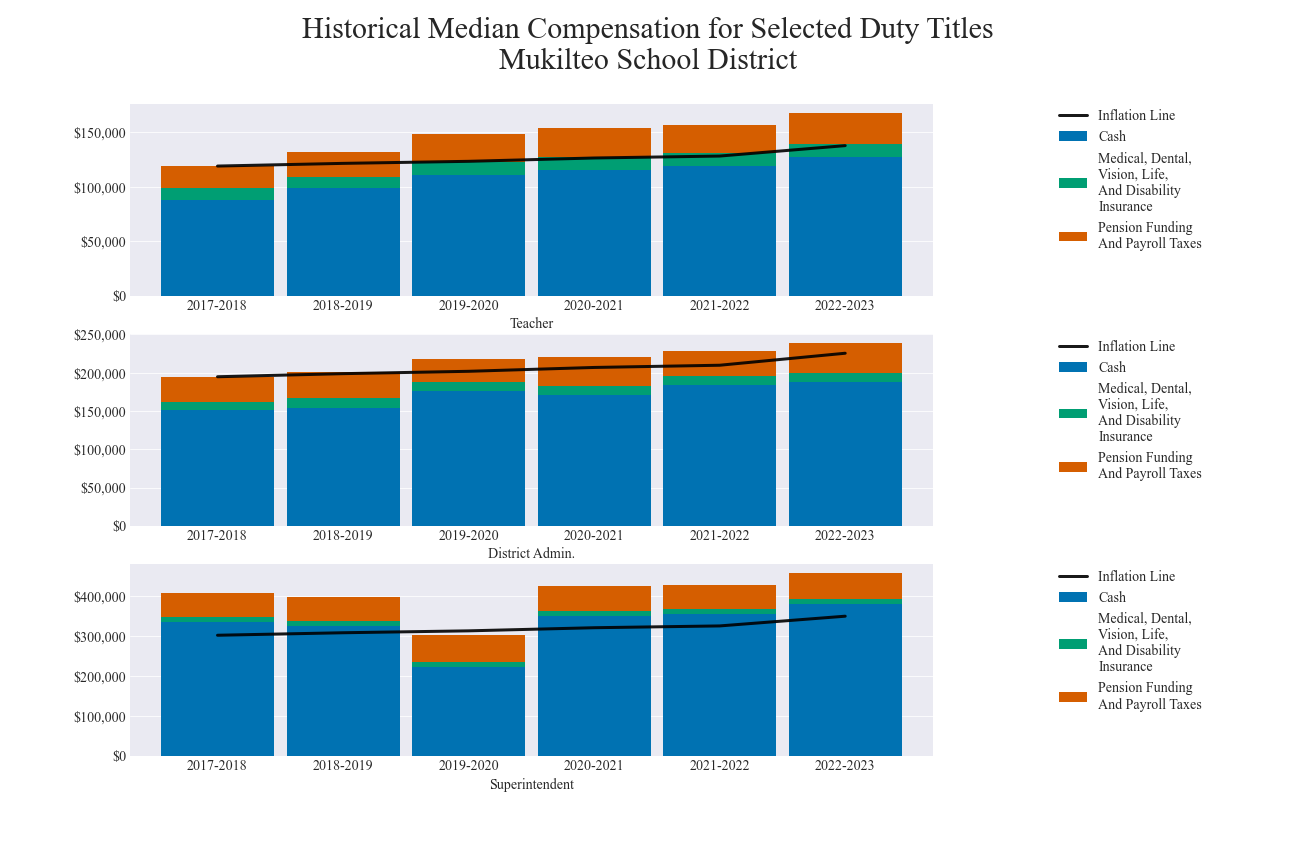 Historical Median Compensation for Selected Duty Titles
Mukilteo School District
$150,000
$100,000
$50,000
$0
2017-2018 2018-2019 2019-2020 2020-2021 2021-2022 2022-2023
Teacher
Inflation Line
Cash
Medical, Dental,
Vision, Life,
And Disability
Insurance
Pension Funding
And Payroll Taxes
$250,000
$200,000
$150,000
$100,000
$50,000
$0
2017-2018 2018-2019 2019-2020 2020-2021 2021-2022 2022-2023
District Admin.
Inflation Line
Cash
Medical, Dental,
Vision, Life,
And Disability
Insurance
Pension Funding
And Payroll Taxes
$400,000
$300,000
$200,000
$100,000
$0
2017-2018 2018-2019 2019-2020 2020-2021 2021-2022 2022-2023
Superintendent
Inflation Line
Cash
Medical, Dental,
Vision, Life,
And Disability
Insurance
Pension Funding
And Payroll Taxes